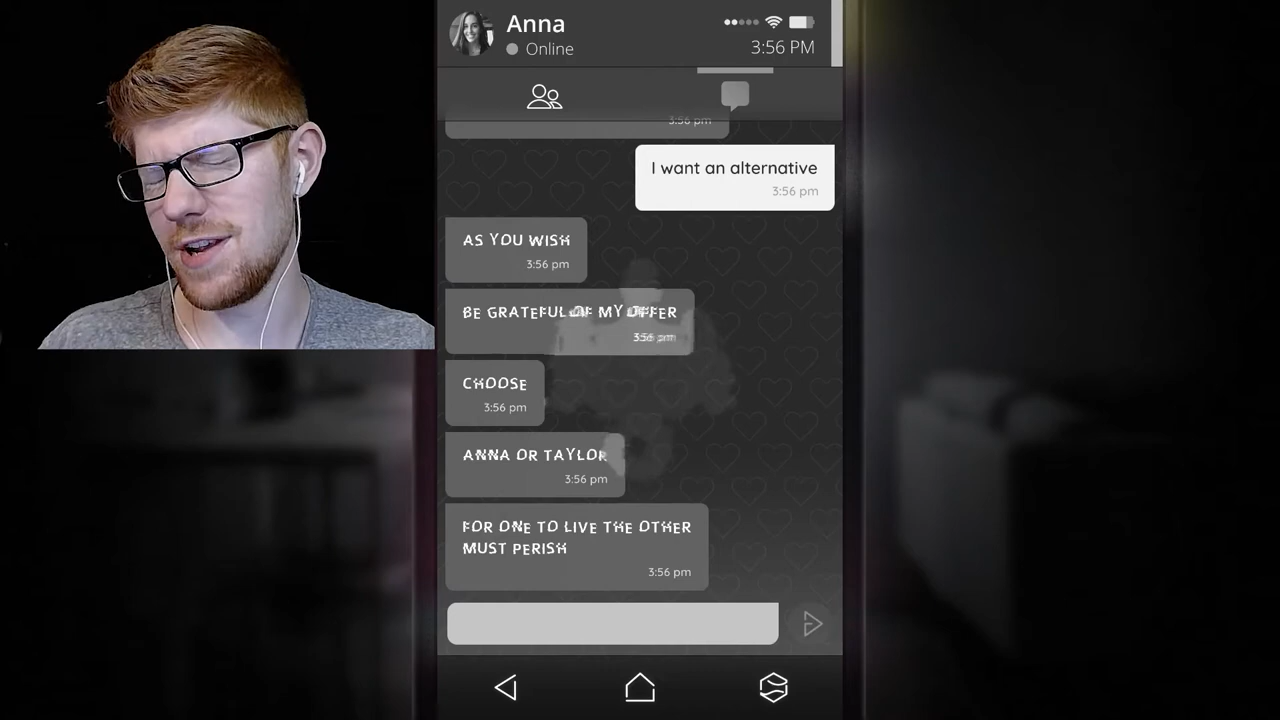 Anna
Online
3:56 PM
3:56 pm
I want an alternative
3:56 pm
AS YOU WISH
3:56 pm
BE GRATEFUL OF MY OFFER
3:56 pm
CHOOSE
3:56 pm
ANNA OR TAYLOR
3:56 pm
FOR ONE TO LIVE THE OTHER
MUST PERISH
3:56 pm